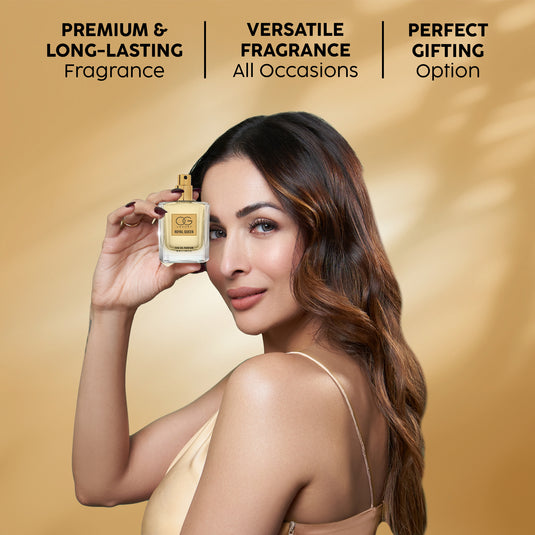 PREMIUM &
LONG-LASTING
Fragrance
VERSATILE
FRAGRANCE
All Occasions
PERFECT
GIFTING
Option
OG
ROYAL QUEEN